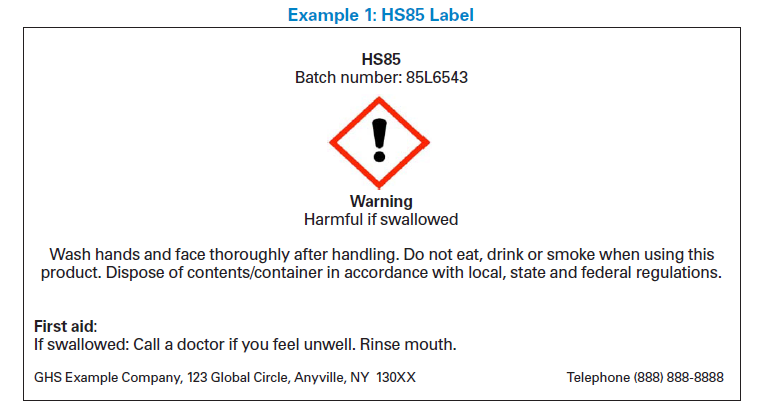 Example 1: HS85 Label
HS85
Batch number: 85L6543
!
Warning
Harmful if swallowed
Wash hands and face thoroughly after handling. Do not eat, drink or smoke when using this
product. Dispose of contents/container in accordance with local, state and federal regulations.
First aid:
If swallowed: Call a doctor if you feel unwell. Rinse mouth.
GHS Example Company, 123 Global Circle, Anyville, NY  130XX
Telephone (888) 888-8888